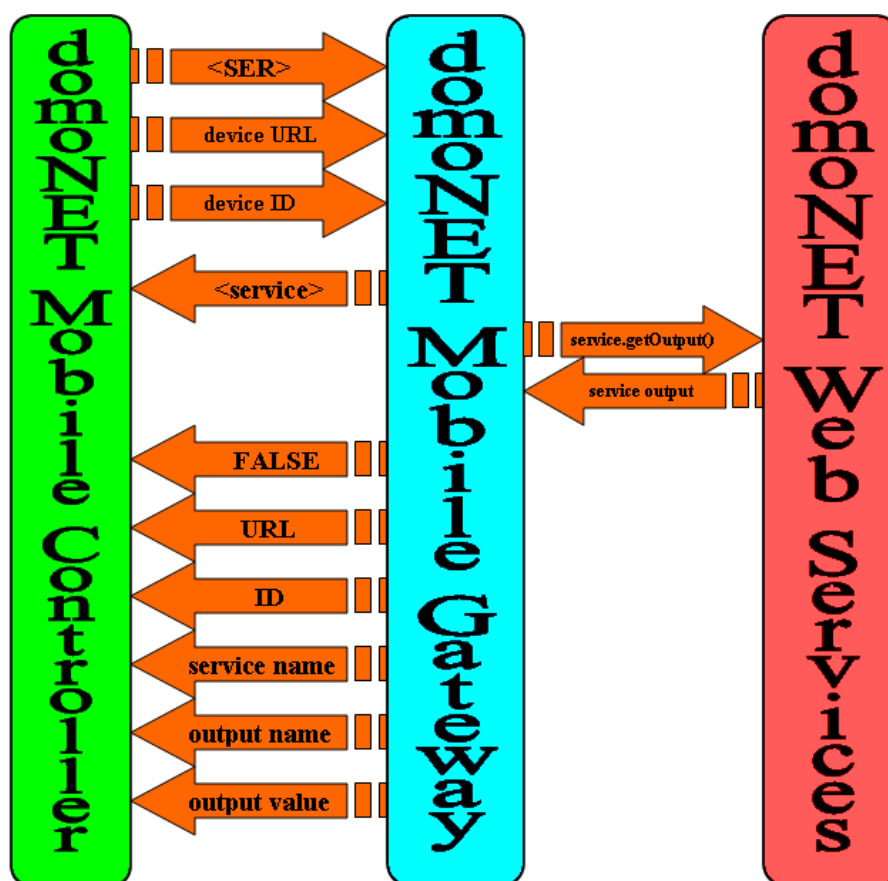 domoNET Mobile Controller
<SER>
device URL
device ID
<service>
FALSE
URL
ID
service name
output name
output value
domoNET Mobile Gateway
service.getOutput()
service output
domoNET Web Services